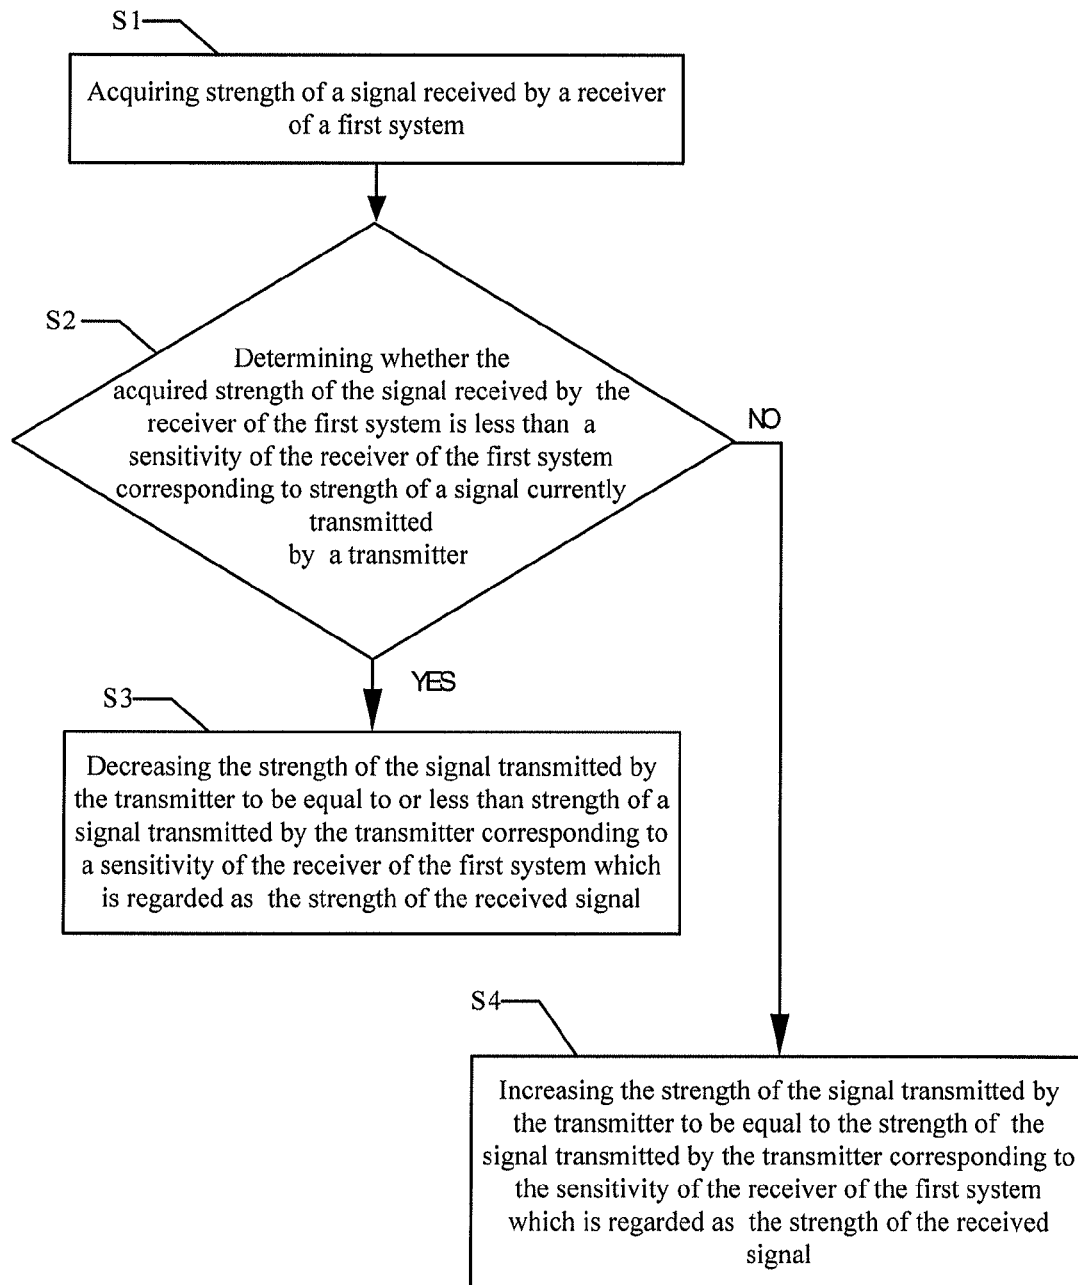 S1
Acquiring strength of a signal received by a receiver
of a first system
S2
Determining whether the
acquired strength of the signal received by the
receiver of the first system is less than a
sensitivity of the receiver of the first system
corresponding to strength of a signal currently
transmitted
by a transmitter
NO
YES
S3
Decreasing the strength of the signal transmitted by
the transmitter to be equal to or less than strength of a
signal transmitted by the transmitter corresponding to
a sensitivity of the receiver of the first system which
is regarded as the strength of the received signal
S4
Increasing the strength of the signal transmitted by
the transmitter to be equal to the strength of the
signal transmitted by the transmitter corresponding to
the sensitivity of the receiver of the first system
which is regarded as the strength of the received
signal